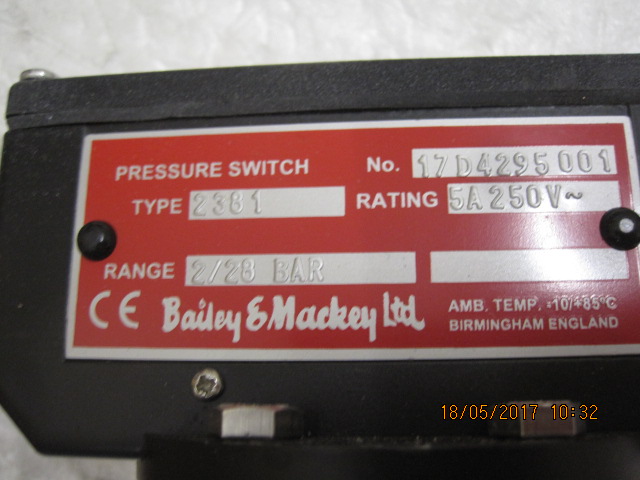 PRESSURE SWITCH No. 17D4295001
TYPE 2381 RATING 5A 250V~
RANGE 2/28 BAR
CE Bailey & Mackey Ltd. AMB. TEMP. -10/+85°C
BIRMINGHAM ENGLAND
18/05/2017 10:32